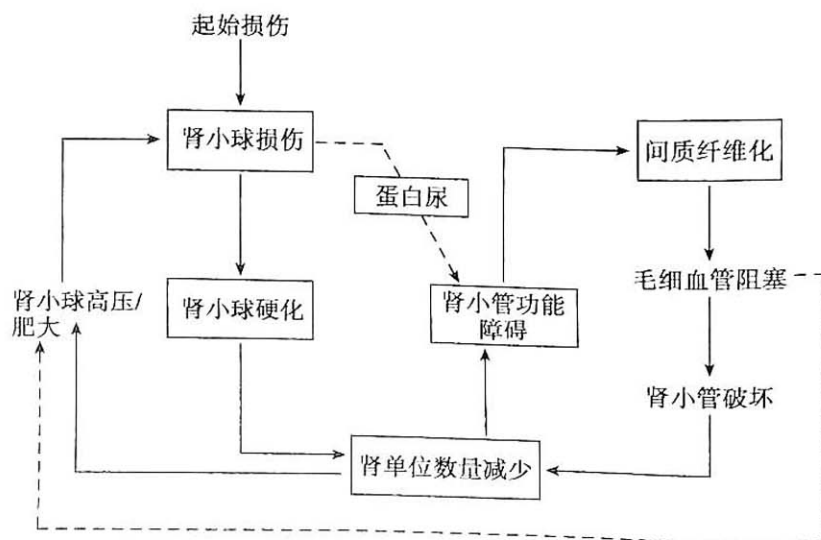 起始损伤
肾小球损伤
间质纤维化
蛋白尿
毛细血管阻塞
肾小球高压/
肥大
肾小球硬化
肾小管功能
障碍
肾小管破坏
肾单位数量减少